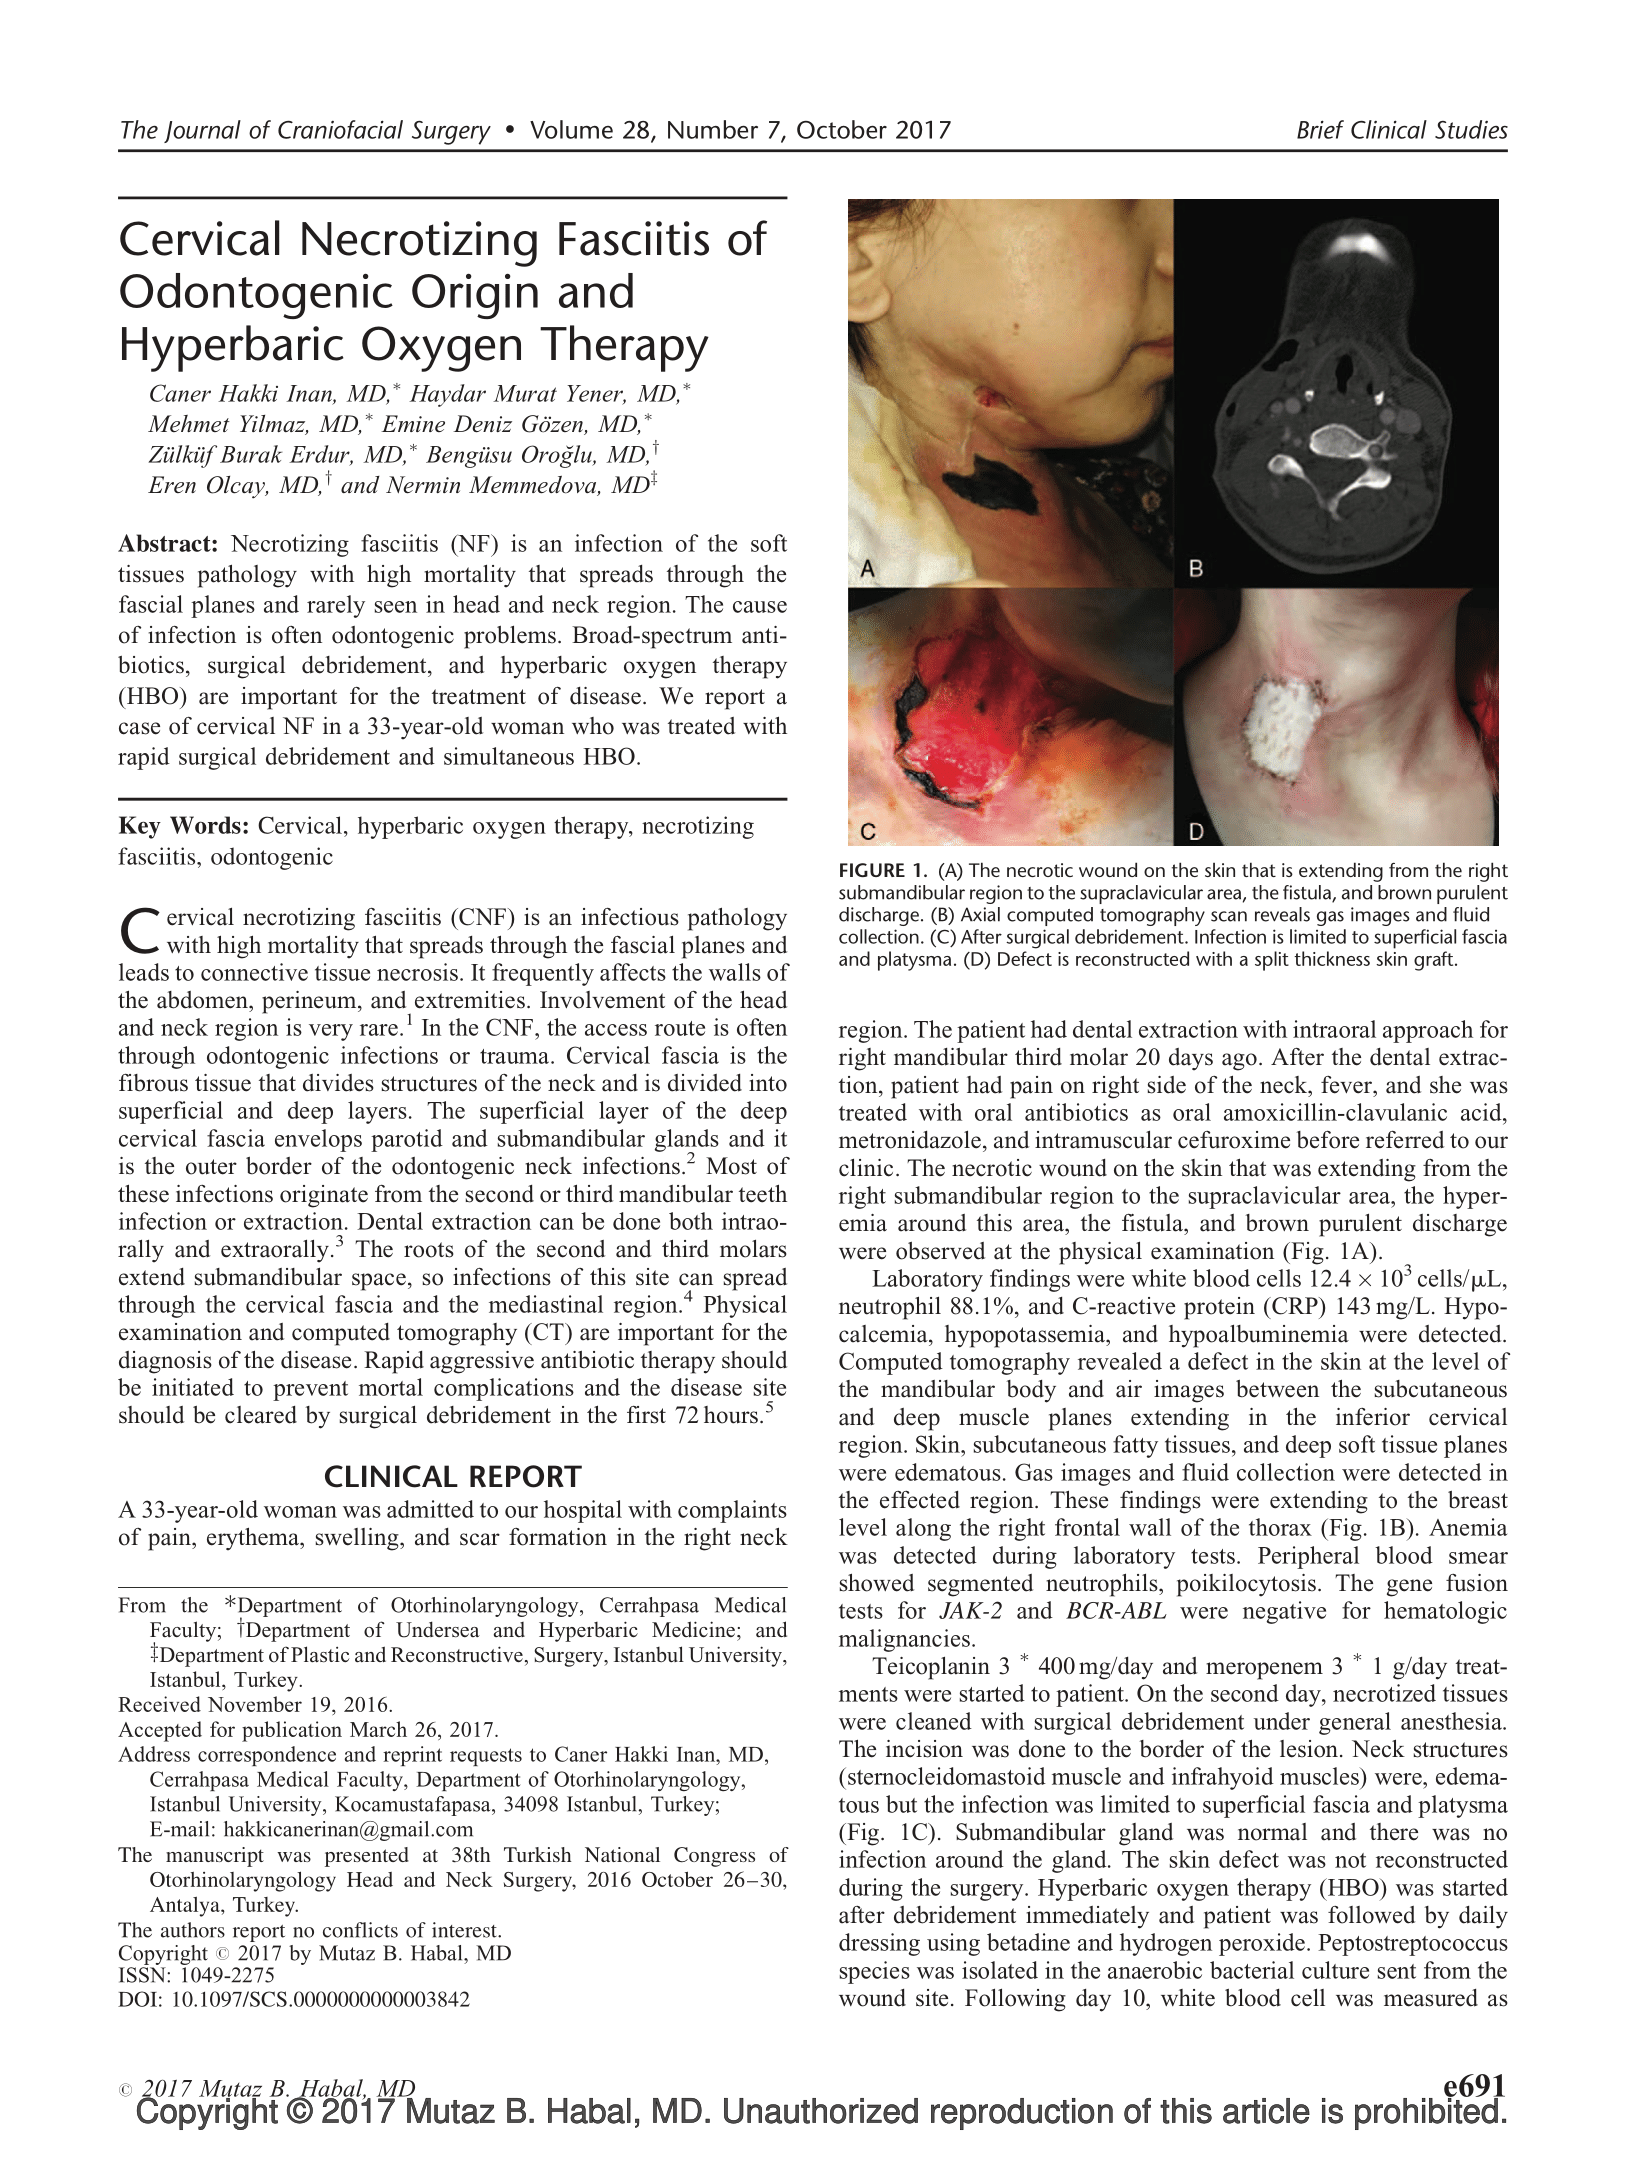 The Journal of Craniofacial Surgery • Volume 28, Number 7, October 2017
Brief Clinical Studies
Cervical Necrotizing Fasciitis of
Odontogenic Origin and
Hyperbaric Oxygen Therapy
Caner Hakki Inan, MD,* Haydar Murat Yener, MD,*
Mehmet Yilmaz, MD,* Emine Deniz Gözen, MD,*
Zülküf Burak Erdur, MD,* Bengüsu Oroğlu, MD,†
Eren Olcay, MD,† and Nermin Memmedova, MD‡
Abstract: Necrotizing fasciitis (NF) is an infection of the soft
tissues pathology with high mortality that spreads through the
fascial planes and rarely seen in head and neck region. The cause
of infection is often odontogenic problems. Broad-spectrum anti-
biotics, surgical debridement, and hyperbaric oxygen therapy
(HBO) are important for the treatment of disease. We report a
case of cervical NF in a 33-year-old woman who was treated with
rapid surgical debridement and simultaneous HBO.
Key Words: Cervical, hyperbaric oxygen therapy, necrotizing
fasciitis, odontogenic
Cervical necrotizing fasciitis (CNF) is an infectious pathology
with high mortality that spreads through the fascial planes and
leads to connective tissue necrosis. It frequently affects the walls of
the abdomen, perineum, and extremities. Involvement of the head
and neck region is very rare.1 In the CNF, the access route is often
through odontogenic infections or trauma. Cervical fascia is the
fibrous tissue that divides structures of the neck and is divided into
superficial and deep layers. The superficial layer of the deep
cervical fascia envelops parotid and submandibular glands and it
is the outer border of the odontogenic neck infections.2 Most of
these infections originate from the second or third mandibular teeth
infection or extraction. Dental extraction can be done both intrao-
rally and extraorally.3 The roots of the second and third molars
extend submandibular space, so infections of this site can spread
through the cervical fascia and the mediastinal region.4 Physical
examination and computed tomography (CT) are important for the
diagnosis of the disease. Rapid aggressive antibiotic therapy should
be initiated to prevent mortal complications and the disease site
should be cleared by surgical debridement in the first 72 hours.5
CLINICAL REPORT
A 33-year-old woman was admitted to our hospital with complaints
of pain, erythema, swelling, and scar formation in the right neck
From the *Department of Otorhinolaryngology, Cerrahpasa Medical
Faculty; †Department of Undersea and Hyperbaric Medicine; and
‡Department of Plastic and Reconstructive, Surgery, Istanbul University,
Istanbul, Turkey.
Received November 19, 2016.
Accepted for publication March 26, 2017.
Address correspondence and reprint requests to Caner Hakki Inan, MD,
Cerrahpasa Medical Faculty, Department of Otorhinolaryngology,
Istanbul University, Kocamustafapasa, 34098 Istanbul, Turkey;
E-mail: hakkicanerinan@gmail.com
The manuscript was presented at 38th Turkish National Congress of
Otorhinolaryngology Head and Neck Surgery, 2016 October 26–30,
Antalya, Turkey.
The authors report no conflicts of interest.
Copyright © 2017 by Mutaz B. Habal, MD
ISSN: 1049-2275
DOI: 10.1097/SCS.0000000000003842
A
B
C
D
FIGURE 1. (A) The necrotic wound on the skin that is extending from the right
submandibular region to the supraclavicular area, the fistula, and brown purulent
discharge. (B) Axial computed tomography scan reveals gas images and fluid
collection. (C) After surgical debridement. Infection is limited to superficial fascia
and platysma. (D) Defect is reconstructed with a split thickness skin graft.
region. The patient had dental extraction with intraoral approach for
right mandibular third molar 20 days ago. After the dental extrac-
tion, patient had pain on right side of the neck, fever, and she was
treated with oral antibiotics as oral amoxicillin-clavulanic acid,
metronidazole, and intramuscular cefuroxime before referred to our
clinic. The necrotic wound on the skin that was extending from the
right submandibular region to the supraclavicular area, the hyper-
emia around this area, the fistula, and brown purulent discharge
were observed at the physical examination (Fig. 1A).
Laboratory findings were white blood cells 12.4 × 10³ cells/μL,
neutrophil 88.1%, and C-reactive protein (CRP) 143 mg/L. Hypo-
calcemia, hypopotassemia, and hypoalbuminemia were detected.
Computed tomography revealed a defect in the skin at the level of
the mandibular body and air images between the subcutaneous
and deep muscle planes extending in the inferior cervical
region. Skin, subcutaneous fatty tissues, and deep soft tissue planes
were edematous. Gas images and fluid collection were detected in
the effected region. These findings were extending to the breast
level along the right frontal wall of the thorax (Fig. 1B). Anemia
was detected during laboratory tests. Peripheral blood smear
showed segmented neutrophils, poikilocytosis. The gene fusion
tests for JAK-2 and BCR-ABL were negative for hematologic
malignancies.
Teicoplanin 3 * 400 mg/day and meropenem 3 * 1 g/day treat-
ments were started to patient. On the second day, necrotized tissues
were cleaned with surgical debridement under general anesthesia.
The incision was done to the border of the lesion. Neck structures
(sternocleidomastoid muscle and infrahyoid muscles) were, edema-
tous but the infection was limited to superficial fascia and platysma
(Fig. 1C). Submandibular gland was normal and there was no
infection around the gland. The skin defect was not reconstructed
during the surgery. Hyperbaric oxygen therapy (HBO) was started
after debridement immediately and patient was followed by daily
dressing using betadine and hydrogen peroxide. Peptostreptococcus
species was isolated in the anaerobic bacterial culture sent from the
wound site. Following day 10, white blood cell was measured as
© 2017 Mutaz B. Habal, MD
e691
Copyright © 2017 Mutaz B. Habal, MD. Unauthorized reproduction of this article is prohibited.